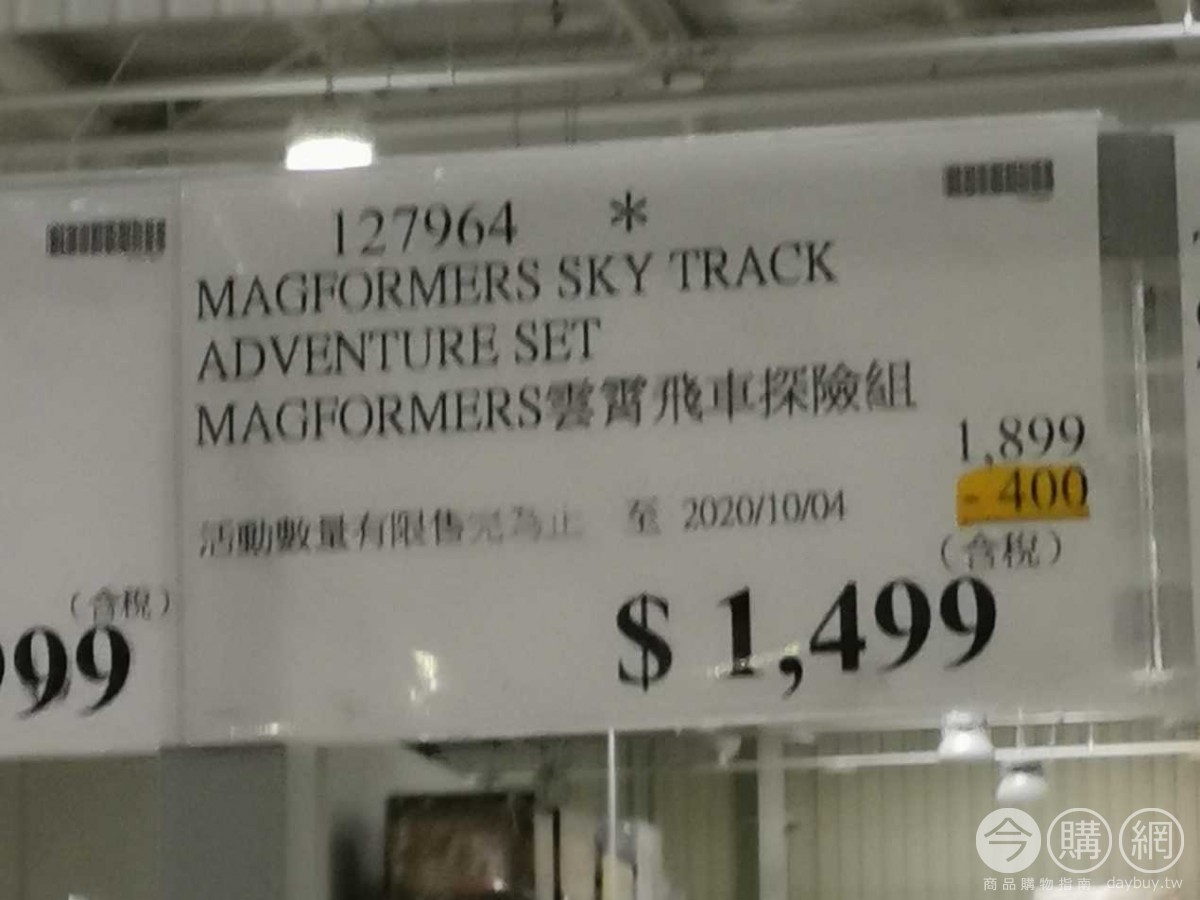 127964 *
MAGFORMERS SKY TRACK
ADVENTURE SET
MAGFORMERS雲霄飛車探險組
1,899
- 400
活動數量有限售完為止 至 2020/10/04
(含稅)
$ 1,499
(含稅)
99
今購網
商品購物指南 daybuy.tw